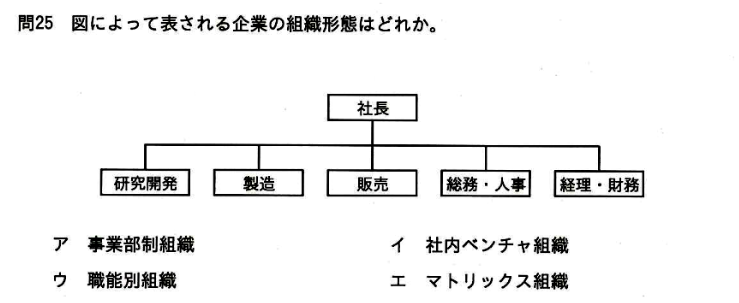 問25 図によって表される企業の組織形態はどれか。
社長
研究開発 製造 販売 総務・人事 経理・財務
ア 事業部制組織 イ 社内ベンチャ組織
ウ 職能別組織 エ マトリックス組織